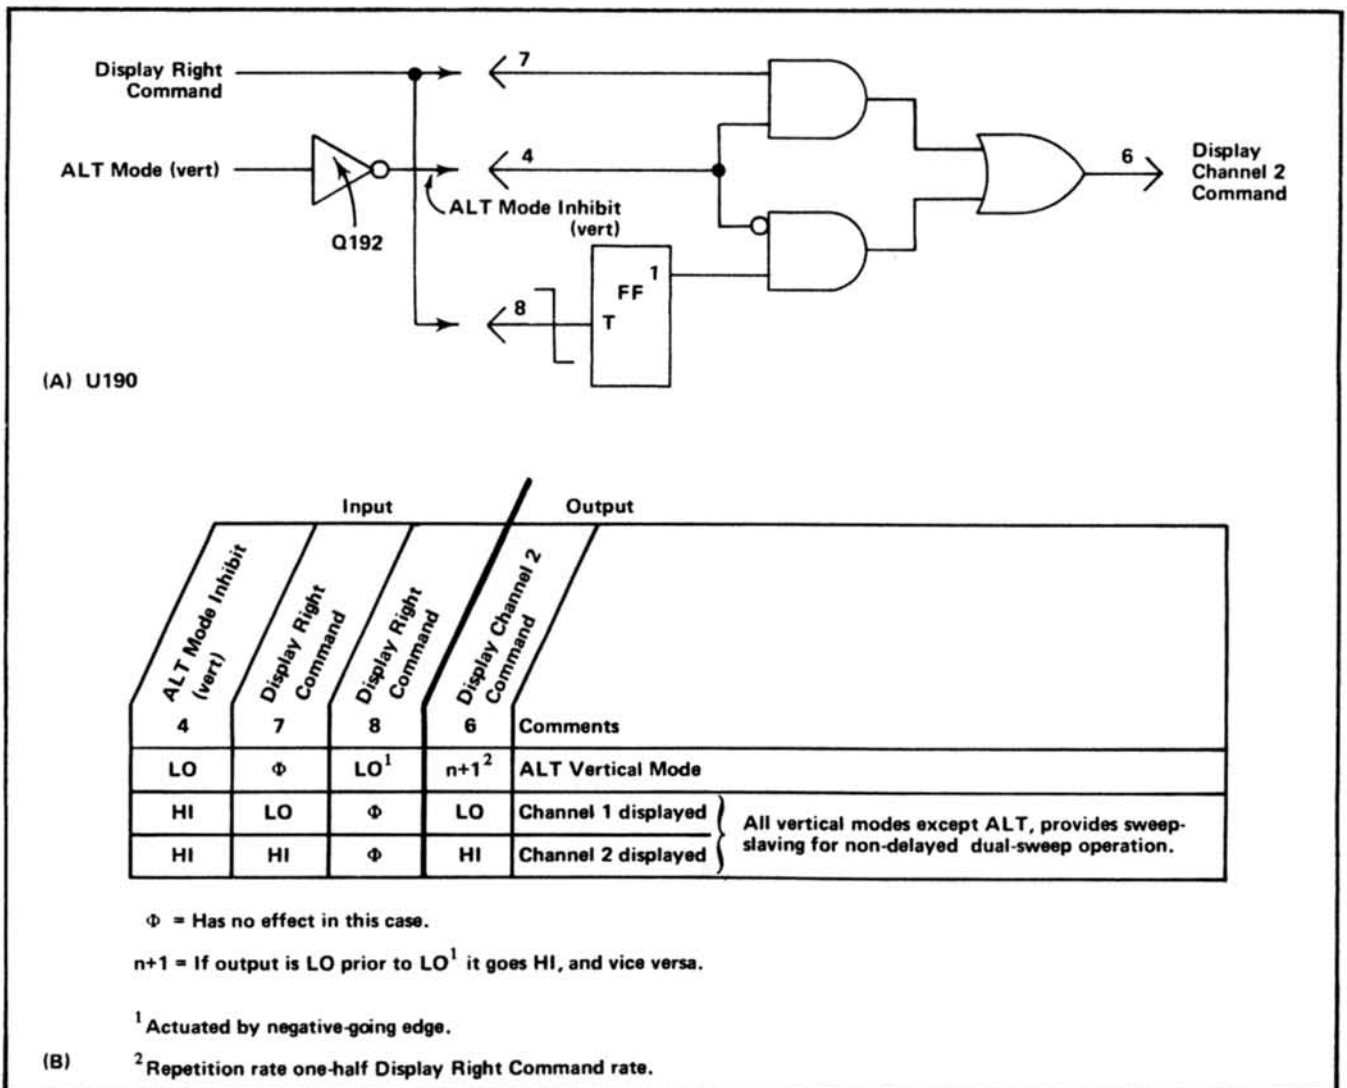 Display Right
Command
7
ALT Mode (vert)
4
ALT Mode Inhibit
(vert)
Q192
6
Display
Channel 2
Command
1
FF
T
8
(A) U190
Input
Output
ALT Mode Inhibit
(vert)
Display Right
Command
Display Right
Command
Display Channel 2
Command
4 7 8 6 Comments
LO Φ LO¹ n+1² ALT Vertical Mode
HI LO Φ LO Channel 1 displayed
HI HI Φ HI Channel 2 displayed
All vertical modes except ALT, provides sweep-
slaving for non-delayed dual-sweep operation.
Φ = Has no effect in this case.
n+1 = If output is LO prior to LO¹ it goes HI, and vice versa.
¹ Actuated by negative-going edge.
(B) ² Repetition rate one-half Display Right Command rate.